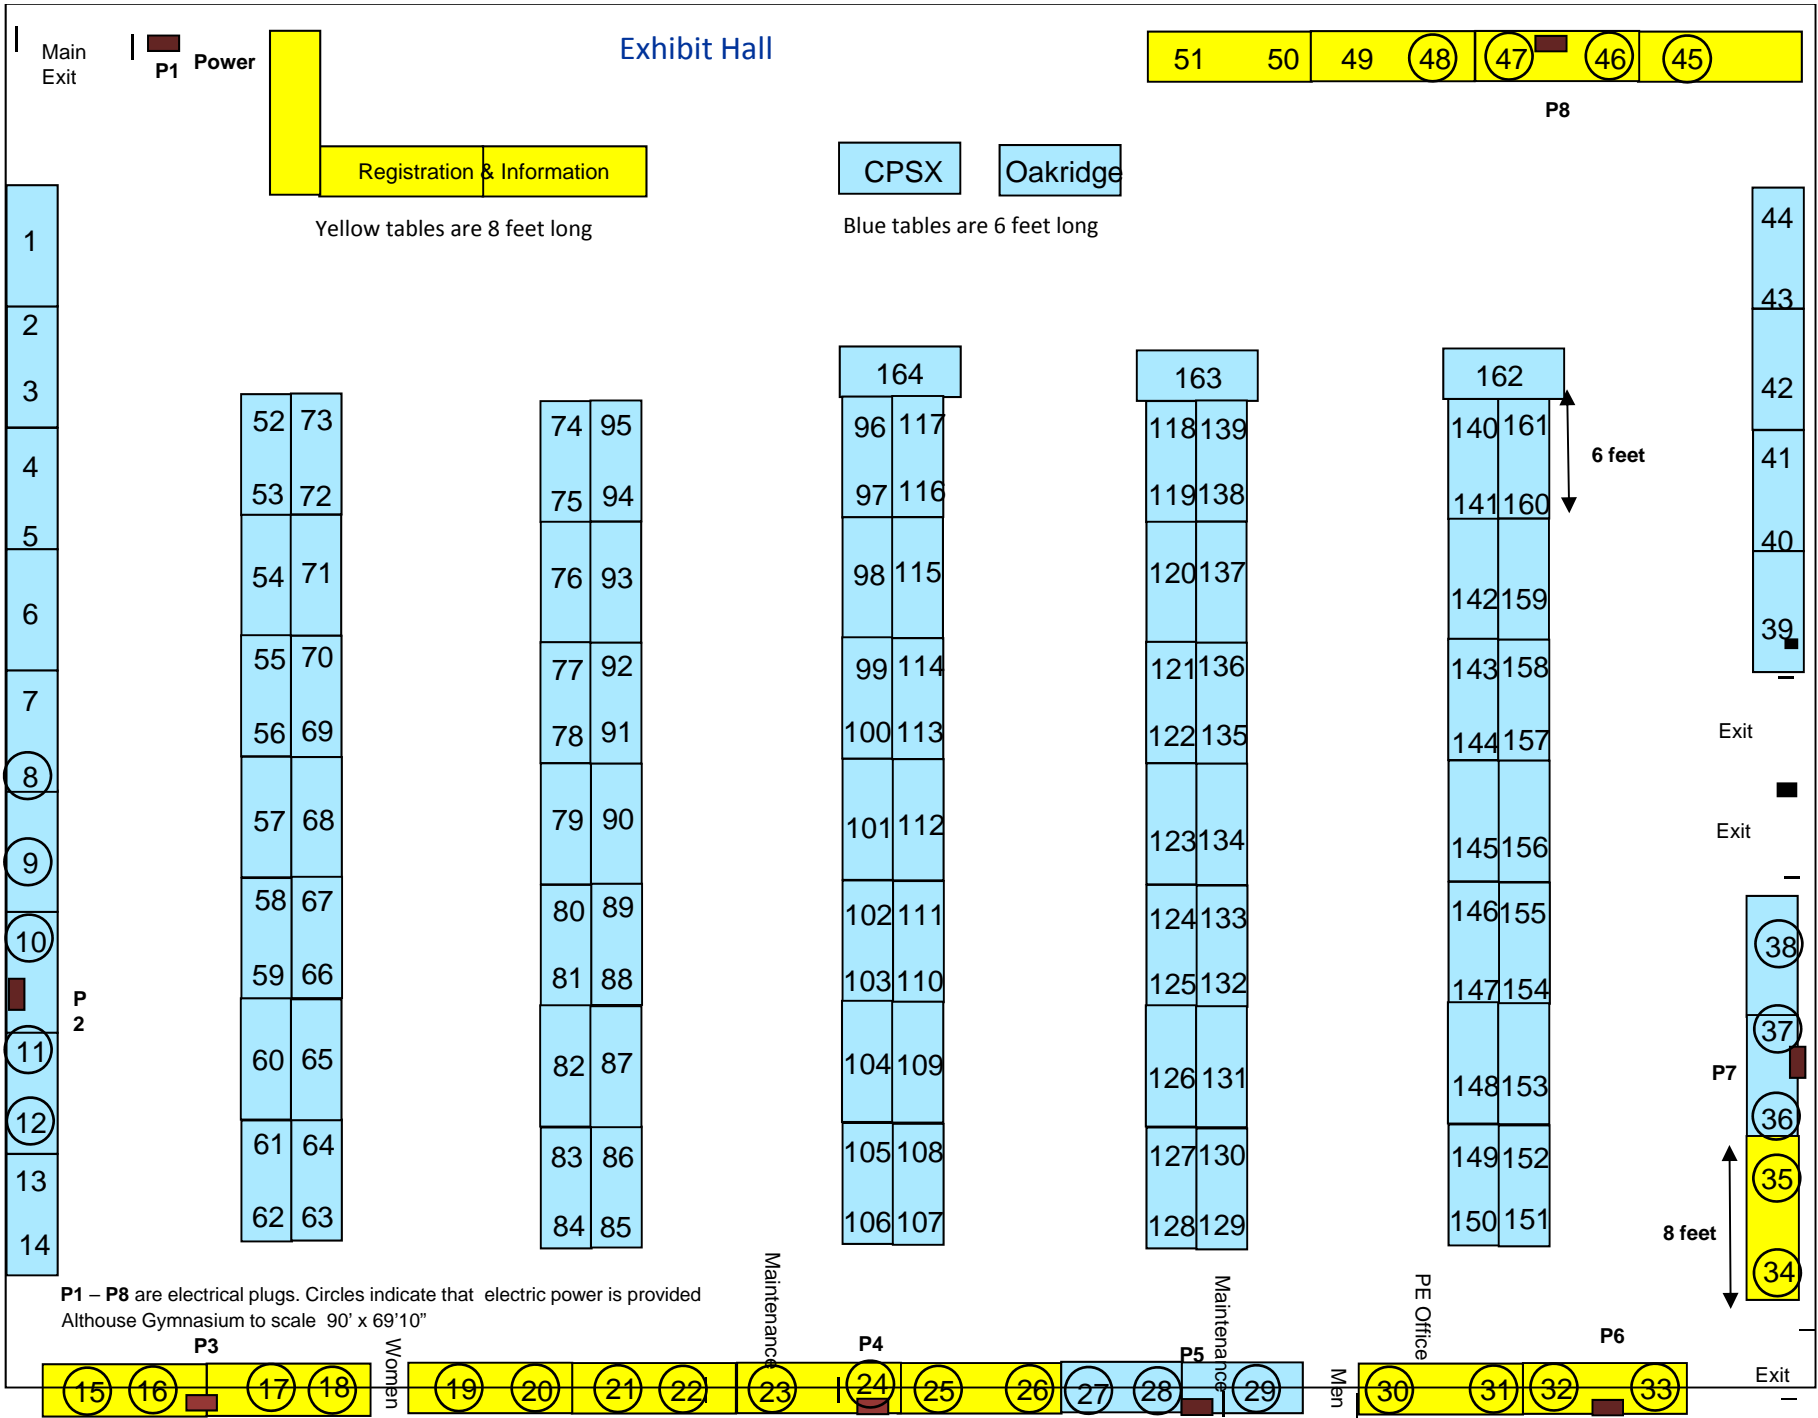 Main
Exit
P1
Power
Exhibit Hall
51 50 49 48 47 46 45
P8
Registration & Information
CPSX
Oakridge
Yellow tables are 8 feet long
Blue tables are 6 feet long
1
2
3
4
5
6
7
8
9
10
P
2
11
12
13
14
52 73
53 72
54 71
55 70
56 69
57 68
58 67
59 66
60 65
61 64
62 63
74 95
75 94
76 93
77 92
78 91
79 90
80 89
81 88
82 87
83 86
84 85
164
96 117
97 116
98 115
99 114
100 113
101 112
102 111
103 110
104 109
105 108
106 107
163
118 139
119 138
120 137
121 136
122 135
123 134
124 133
125 132
126 131
127 130
128 129
162
140 161
141 160
142 159
143 158
144 157
145 156
146 155
147 154
148 153
149 152
150 151
6 feet
44
43
42
41
40
39
Exit
Exit
38
37
P7
36
35
8 feet
34
P1 – P8 are electrical plugs. Circles indicate that electric power is provided
Althouse Gymnasium to scale 90’ x 69’10”
P3
Women
Maintenance
P4
P5
Maintenance
PE Office
Men
P6
Exit
15 16 17 18 19 20 21 22 23 24 25 26 27 28 29 30 31 32 33